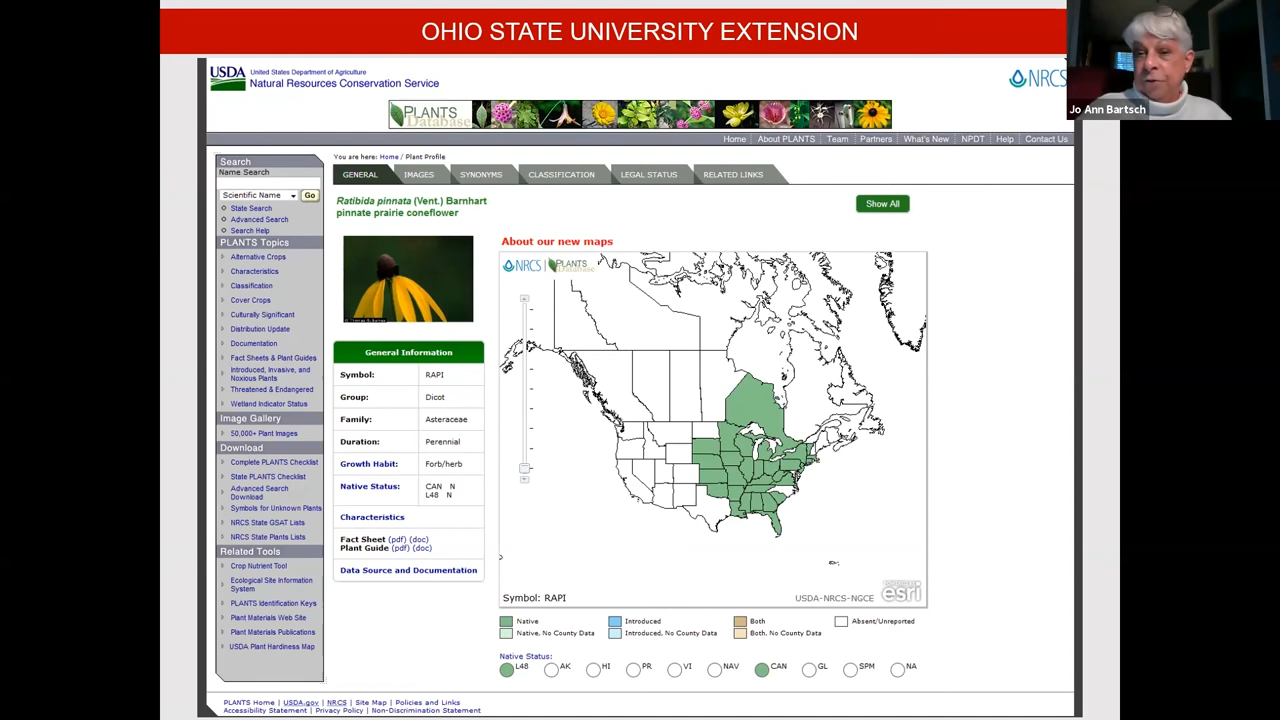 OHIO STATE UNIVERSITY EXTENSION
Jo Ann Bartsch
USDA
United States Department of Agriculture
Natural Resources Conservation Service
NRCS
PLANTS
Database
Home
About PLANTS
Team
Partners
What's New
NPDT
Help
Contact Us
Search
Name Search
Scientific Name
Go
State Search
Advanced Search
Search Help
PLANTS Topics
Alternative Crops
Characteristics
Classification
Cover Crops
Culturally Significant
Distribution Update
Documentation
Fact Sheets & Plant Guides
Introduced, Invasive, and
Noxious Plants
Threatened & Endangered
Wetland Indicator Status
Image Gallery
50,000+ Plant Images
Download
Complete PLANTS Checklist
State PLANTS Checklist
Advanced Search
Download
Symbols for Unknown Plants
NRCS State GSAT Lists
NRCS State Plants Lists
Related Tools
Crop Nutrient Tool
Ecological Site Information
System
PLANTS Identification Keys
Plant Materials Web Site
Plant Materials Publications
USDA Plant Hardiness Map
You are here: Home / Plant Profile
GENERAL
IMAGES
SYNONYMS
CLASSIFICATION
LEGAL STATUS
RELATED LINKS
Ratibida pinnata (Vent.) Barnhart
pinnate prairie coneflower
Show All
General Information
Symbol: RAPI
Group: Dicot
Family: Asteraceae
Duration: Perennial
Growth Habit: Forb/herb
Native Status: CAN N
L48 N
Characteristics
Fact Sheet (pdf) (doc)
Plant Guide (pdf) (doc)
Data Source and Documentation
About our new maps
NRCS | PLANTS
Database
Symbol: RAPI
USDA-NRCS-NGCE
esri
Native
Introduced
Both
Absent/Unreported
Native, No County Data
Introduced, No County Data
Both, No County Data
Native Status:
L48 AK HI PR VI NAV CAN GL SPM NA
PLANTS Home | USDA.gov | NRCS | Site Map | Policies and Links
Accessibility Statement | Privacy Policy | Non-Discrimination Statement